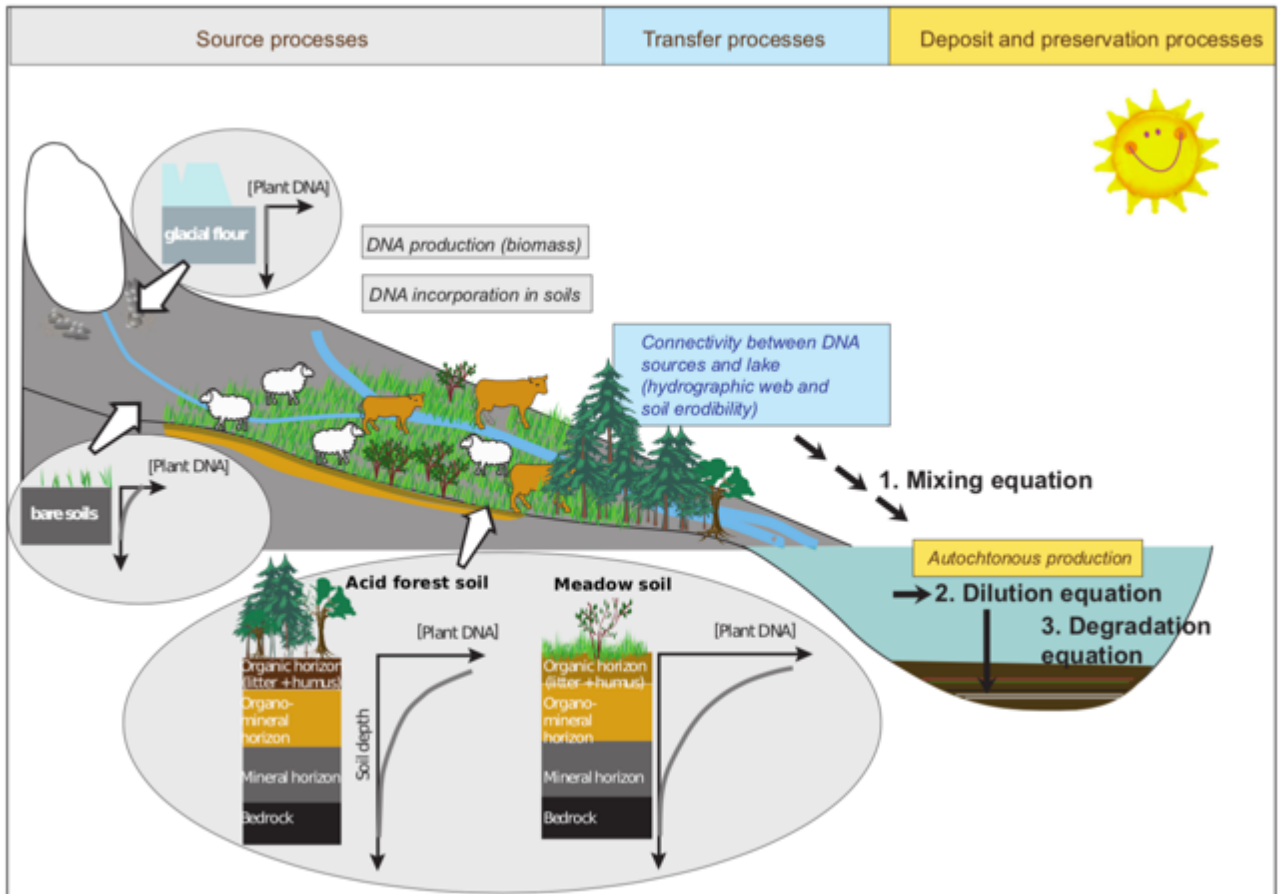 Source processes
Transfer processes
Deposit and preservation processes
[Plant DNA]
glacial flour
DNA production (biomass)
DNA incorporation in soils
Connectivity between DNA
sources and lake
(hydrographic web and
soil erodibility)
[Plant DNA]
bare soils
1. Mixing equation
Autochtonous production
2. Dilution equation
3. Degradation
equation
Acid forest soil
[Plant DNA]
Organic horizon
(litter + humus)
Organo-
mineral
horizon
Mineral horizon
Bedrock
Soil depth
Meadow soil
[Plant DNA]
Organic horizon
(litter + humus)
Organo-
mineral
horizon
Mineral horizon
Bedrock